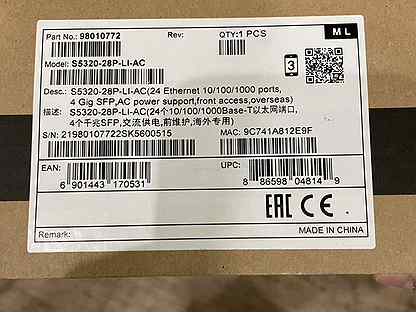 Part No.: 98010772 Rev: QTY:1 PCS M L
Model: S5320-28P-LI-AC 3
Desc.: S5320-28P-LI-AC(24 Ethernet 10/100/1000 ports,
4 Gig SFP,AC power support,front access,overseas)
描述: S5320-28P-LI-AC(24个10/100/1000Base-T以太网端口,
4个千兆SFP,交流供电,前维护,海外专用)
S/N: 21980107722SK5600515 MAC: 9C741A812E9F
EAN: UPC:
6 901443 170531 8 86598 04814 9
EAC CE
Remark: MADE IN CHINA